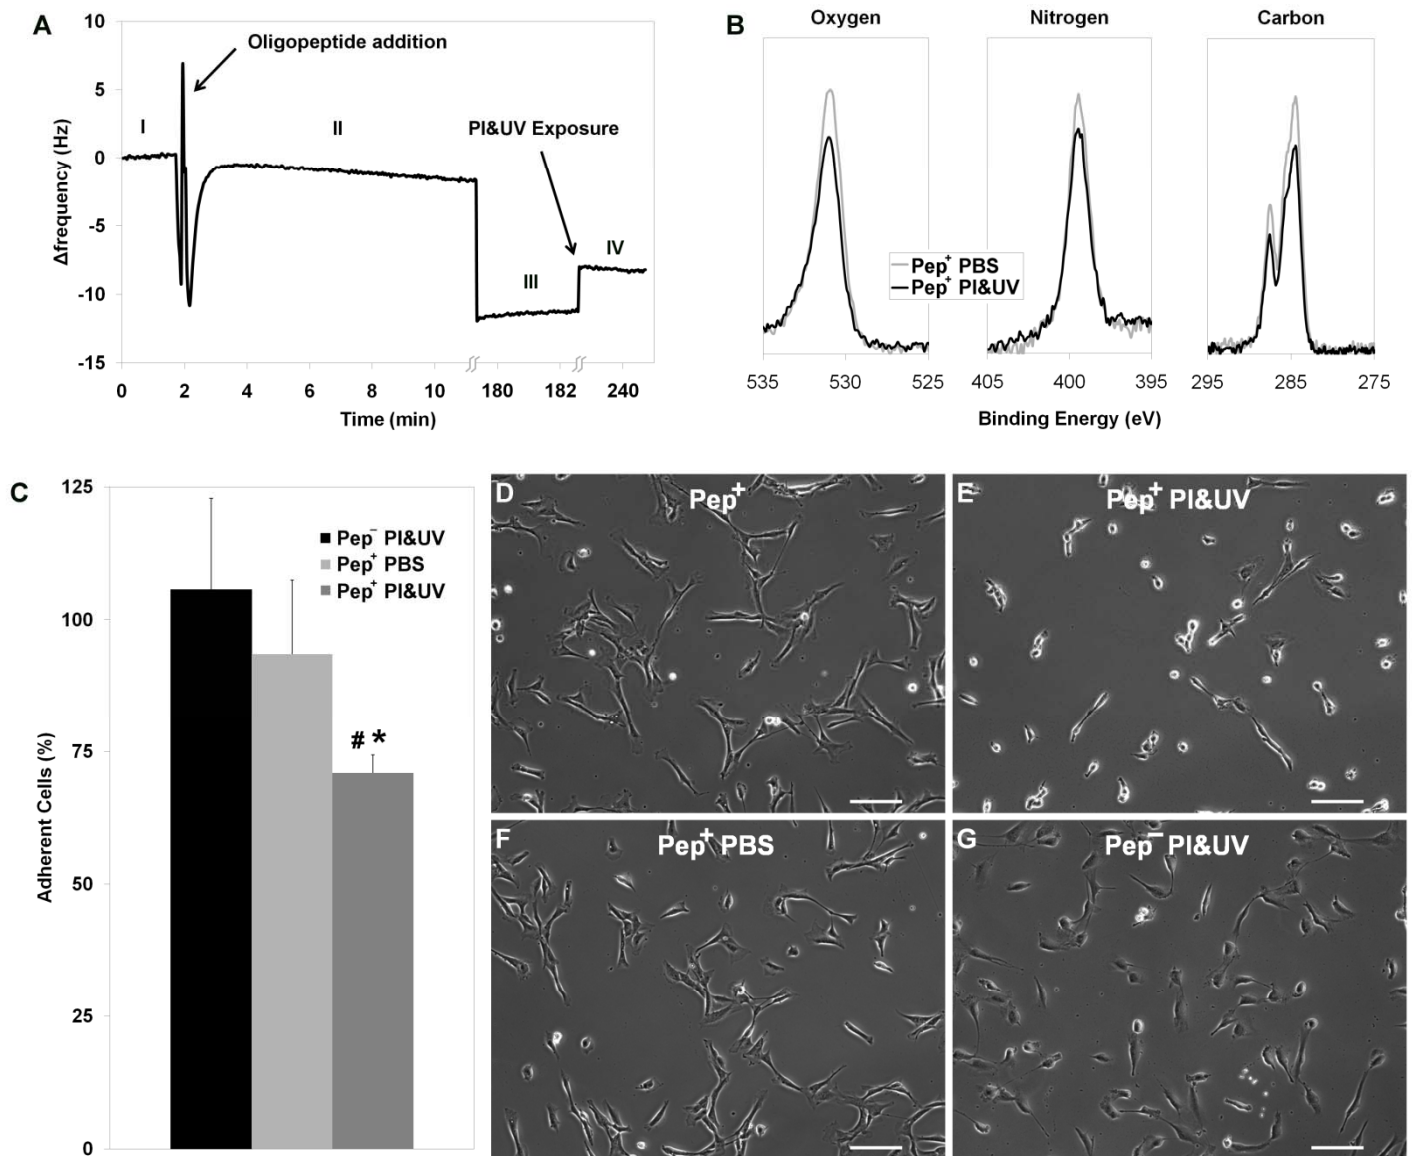 A
10
5
0
-5
-10
-15
Δfrequency (Hz)
Oligopeptide addition
I
II
PI&UV Exposure
III
IV
0 2 4 6 8 10 180 182 240
Time (min)
B
Oxygen Nitrogen Carbon
Pep+ PBS
Pep+ PI&UV
535 530 525 405 400 395 295 285 275
Binding Energy (eV)
C
125
100
75
50
25
0
Adherent Cells (%)
Pep− PI&UV
Pep+ PBS
Pep+ PI&UV
# *
D Pep+
E Pep+ PI&UV
F Pep+ PBS
G Pep− PI&UV